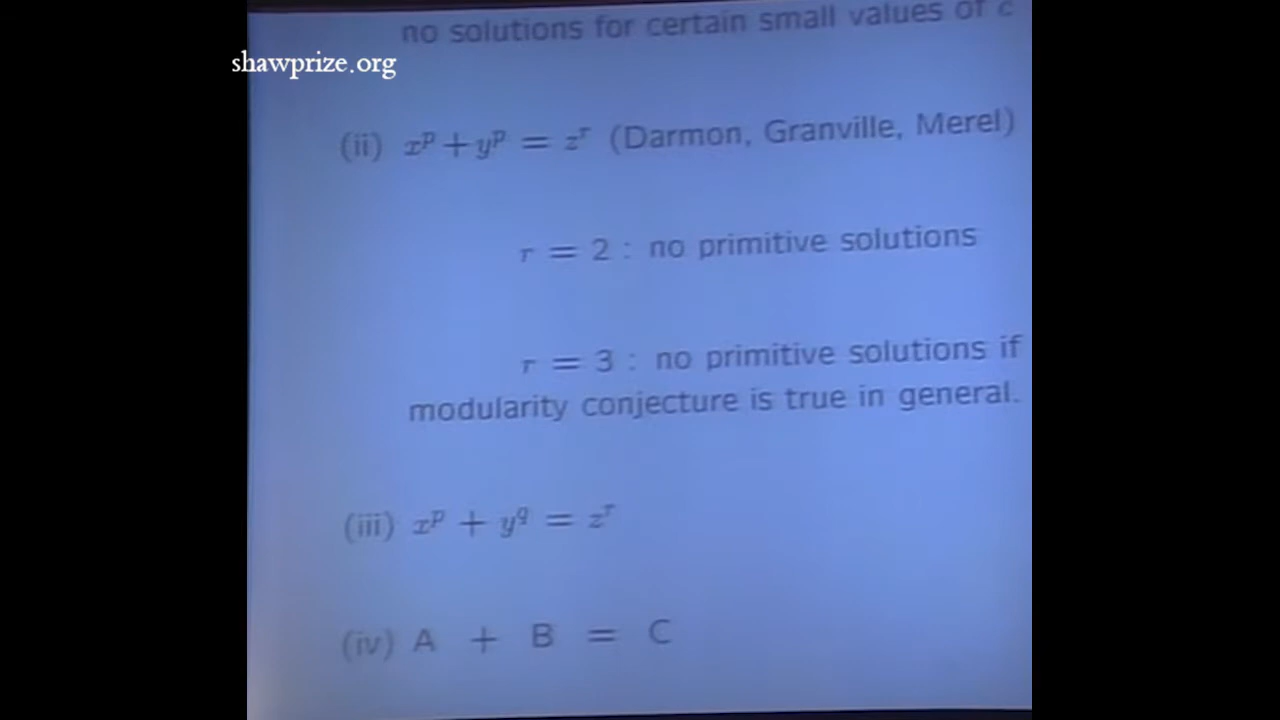 no solutions for certain small values of c
shawprize.org
(ii) x^p + y^p = z^r (Darmon, Granville, Merel)
r = 2 : no primitive solutions
r = 3 : no primitive solutions if
modularity conjecture is true in general.
(iii) x^p + y^q = z^r
(iv) A + B = C